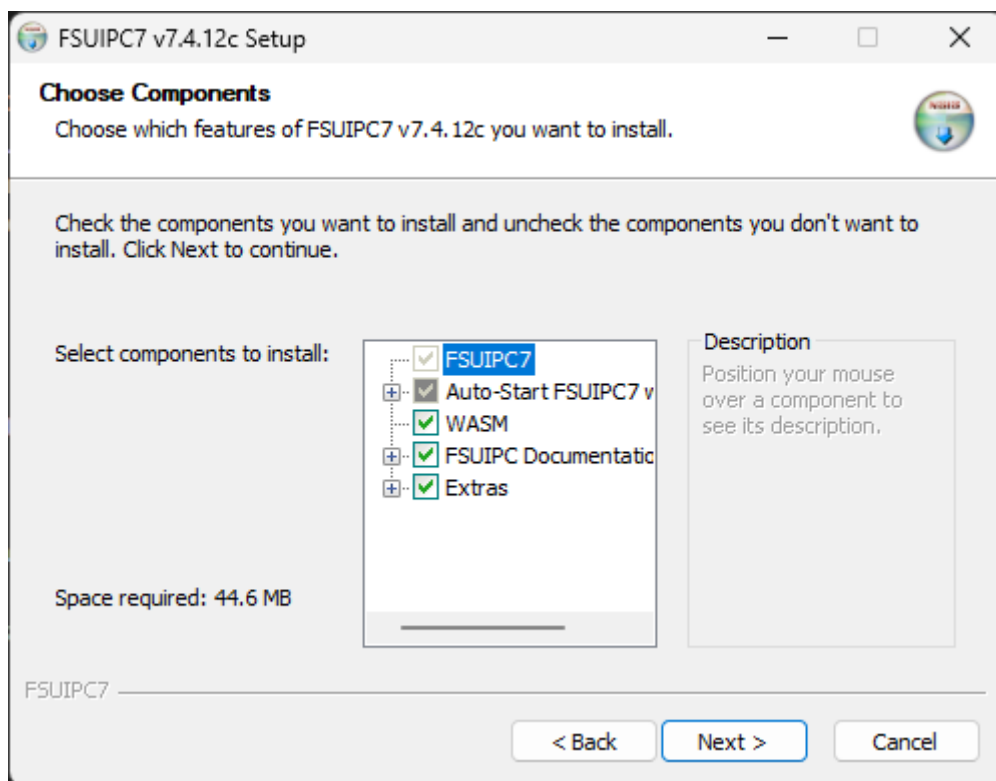 FSUIPC7 v7.4.12c Setup
Choose Components
Choose which features of FSUIPC7 v7.4.12c you want to install.
Check the components you want to install and uncheck the components you don't want to
install. Click Next to continue.
Select components to install:
FSUIPC7
Auto-Start FSUIPC7 w
WASM
FSUIPC Documentatic
Extras
Description
Position your mouse
over a component to
see its description.
Space required: 44.6 MB
FSUIPC7
< Back
Next >
Cancel